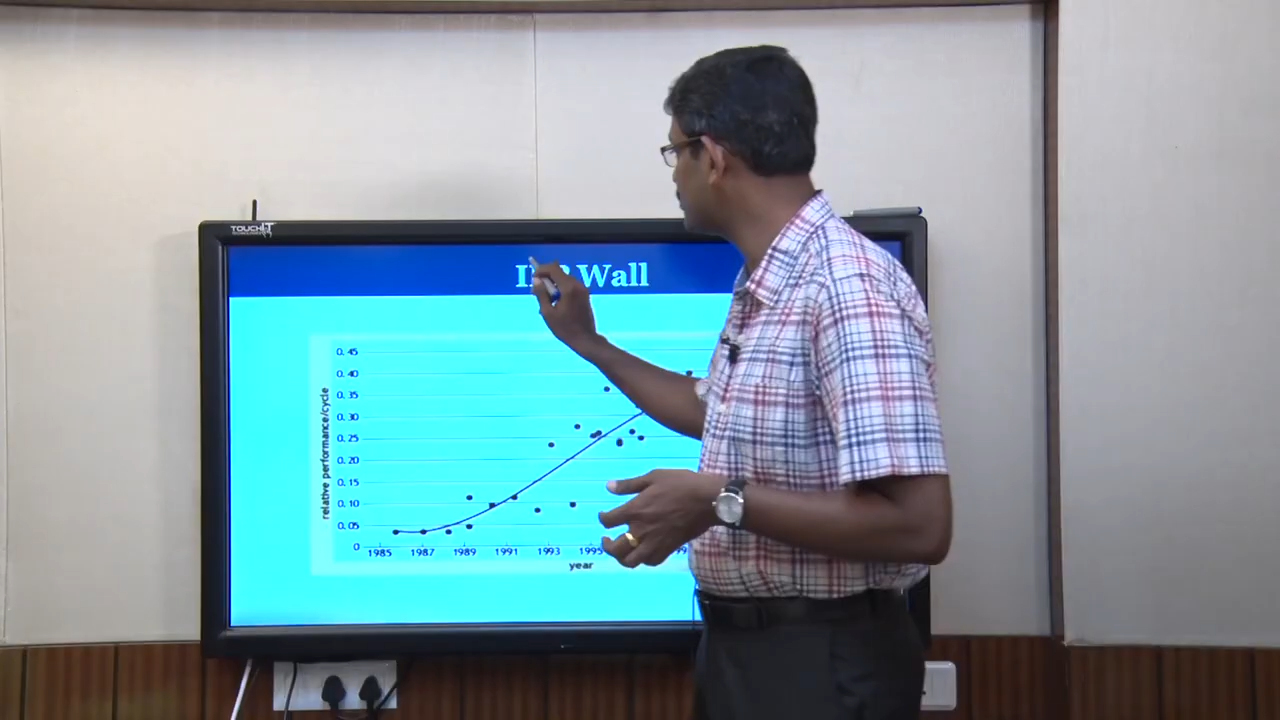 TOUCHIT
Wall
0.45
0.40
0.35
0.30
0.25
0.20
0.15
0.10
0.05
0
relative performance/cycle
1985 1987 1989 1991 1993 1995
year